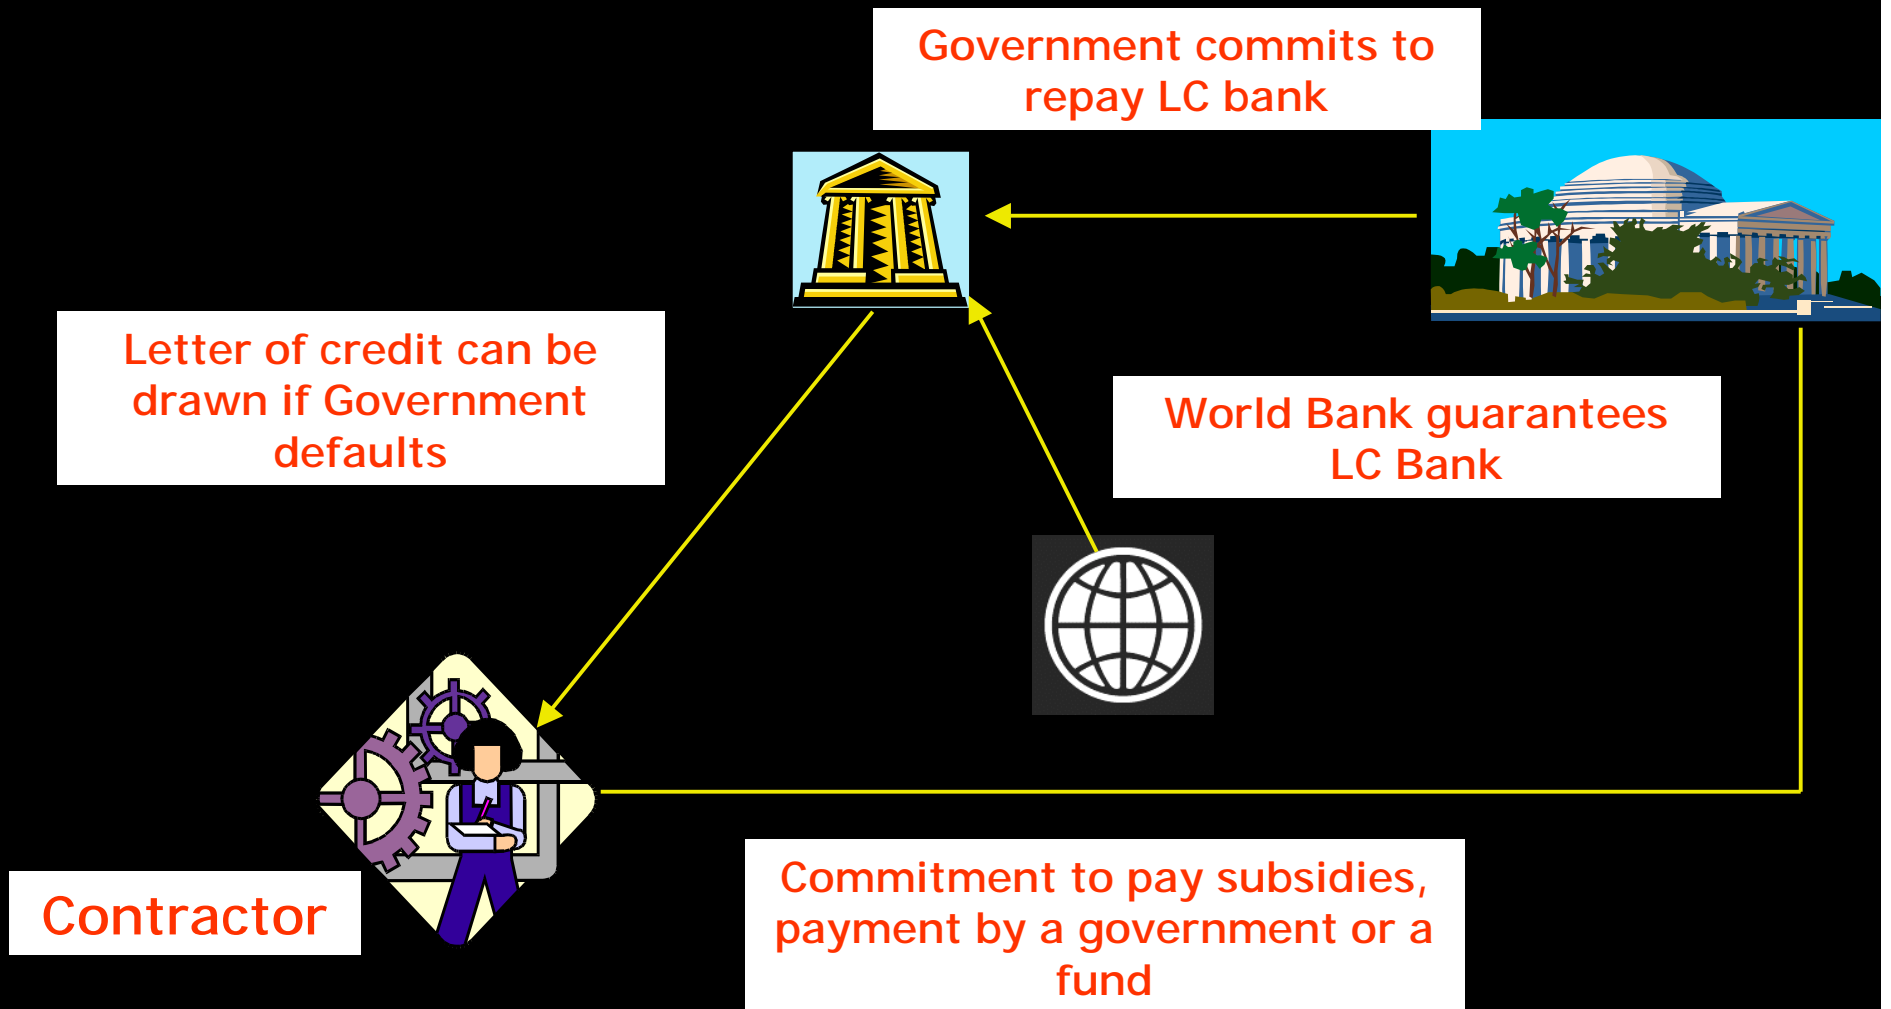 Government commits to
repay LC bank
Letter of credit can be
drawn if Government
defaults
World Bank guarantees
LC Bank
Contractor
Commitment to pay subsidies,
payment by a government or a
fund